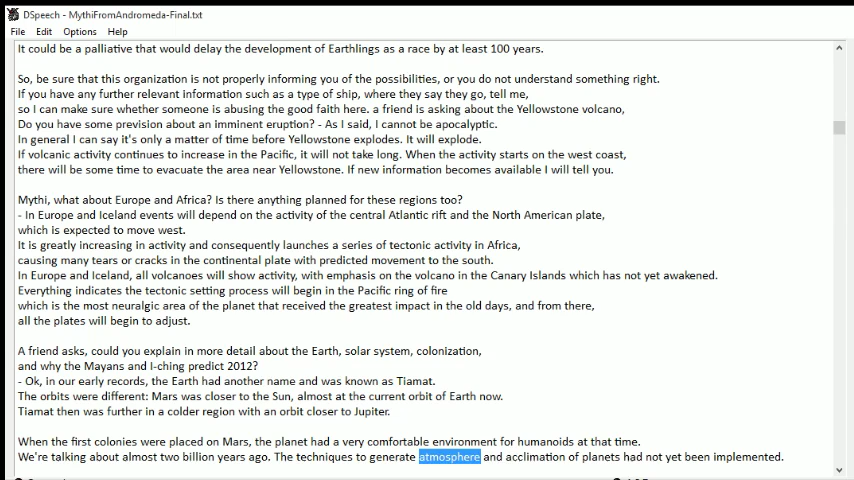 DSpeech - MythiFromAndromeda-Final.txt
File Edit Options Help
It could be a palliative that would delay the development of Earthlings as a race by at least 100 years.
So, be sure that this organization is not properly informing you of the possibilities, or you do not understand something right.
If you have any further relevant information such as a type of ship, where they say they go, tell me,
so I can make sure whether someone is abusing the good faith here. a friend is asking about the Yellowstone volcano,
Do you have some prevision about an imminent eruption? - As I said, I cannot be apocalyptic.
In general I can say it's only a matter of time before Yellowstone explodes. It will explode.
If volcanic activity continues to increase in the Pacific, it will not take long. When the activity starts on the west coast,
there will be some time to evacuate the area near Yellowstone. If new information becomes available I will tell you.
Mythi, what about Europe and Africa? Is there anything planned for these regions too?
- In Europe and Iceland events will depend on the activity of the central Atlantic rift and the North American plate,
which is expected to move west.
It is greatly increasing in activity and consequently launches a series of tectonic activity in Africa,
causing many tears or cracks in the continental plate with predicted movement to the south.
In Europe and Iceland, all volcanoes will show activity, with emphasis on the volcano in the Canary Islands which has not yet awakened.
Everything indicates the tectonic setting process will begin in the Pacific ring of fire
which is the most neuralgic area of the planet that received the greatest impact in the old days, and from there,
all the plates will begin to adjust.
A friend asks, could you explain in more detail about the Earth, solar system, colonization,
and why the Mayans and I-ching predict 2012?
- Ok, in our early records, the Earth had another name and was known as Tiamat.
The orbits were different: Mars was closer to the Sun, almost at the current orbit of Earth now.
Tiamat then was further in a colder region with an orbit closer to Jupiter.
When the first colonies were placed on Mars, the planet had a very comfortable environment for humanoids at that time.
We're talking about almost two billion years ago. The techniques to generate atmosphere and acclimation of planets had not yet been implemented.